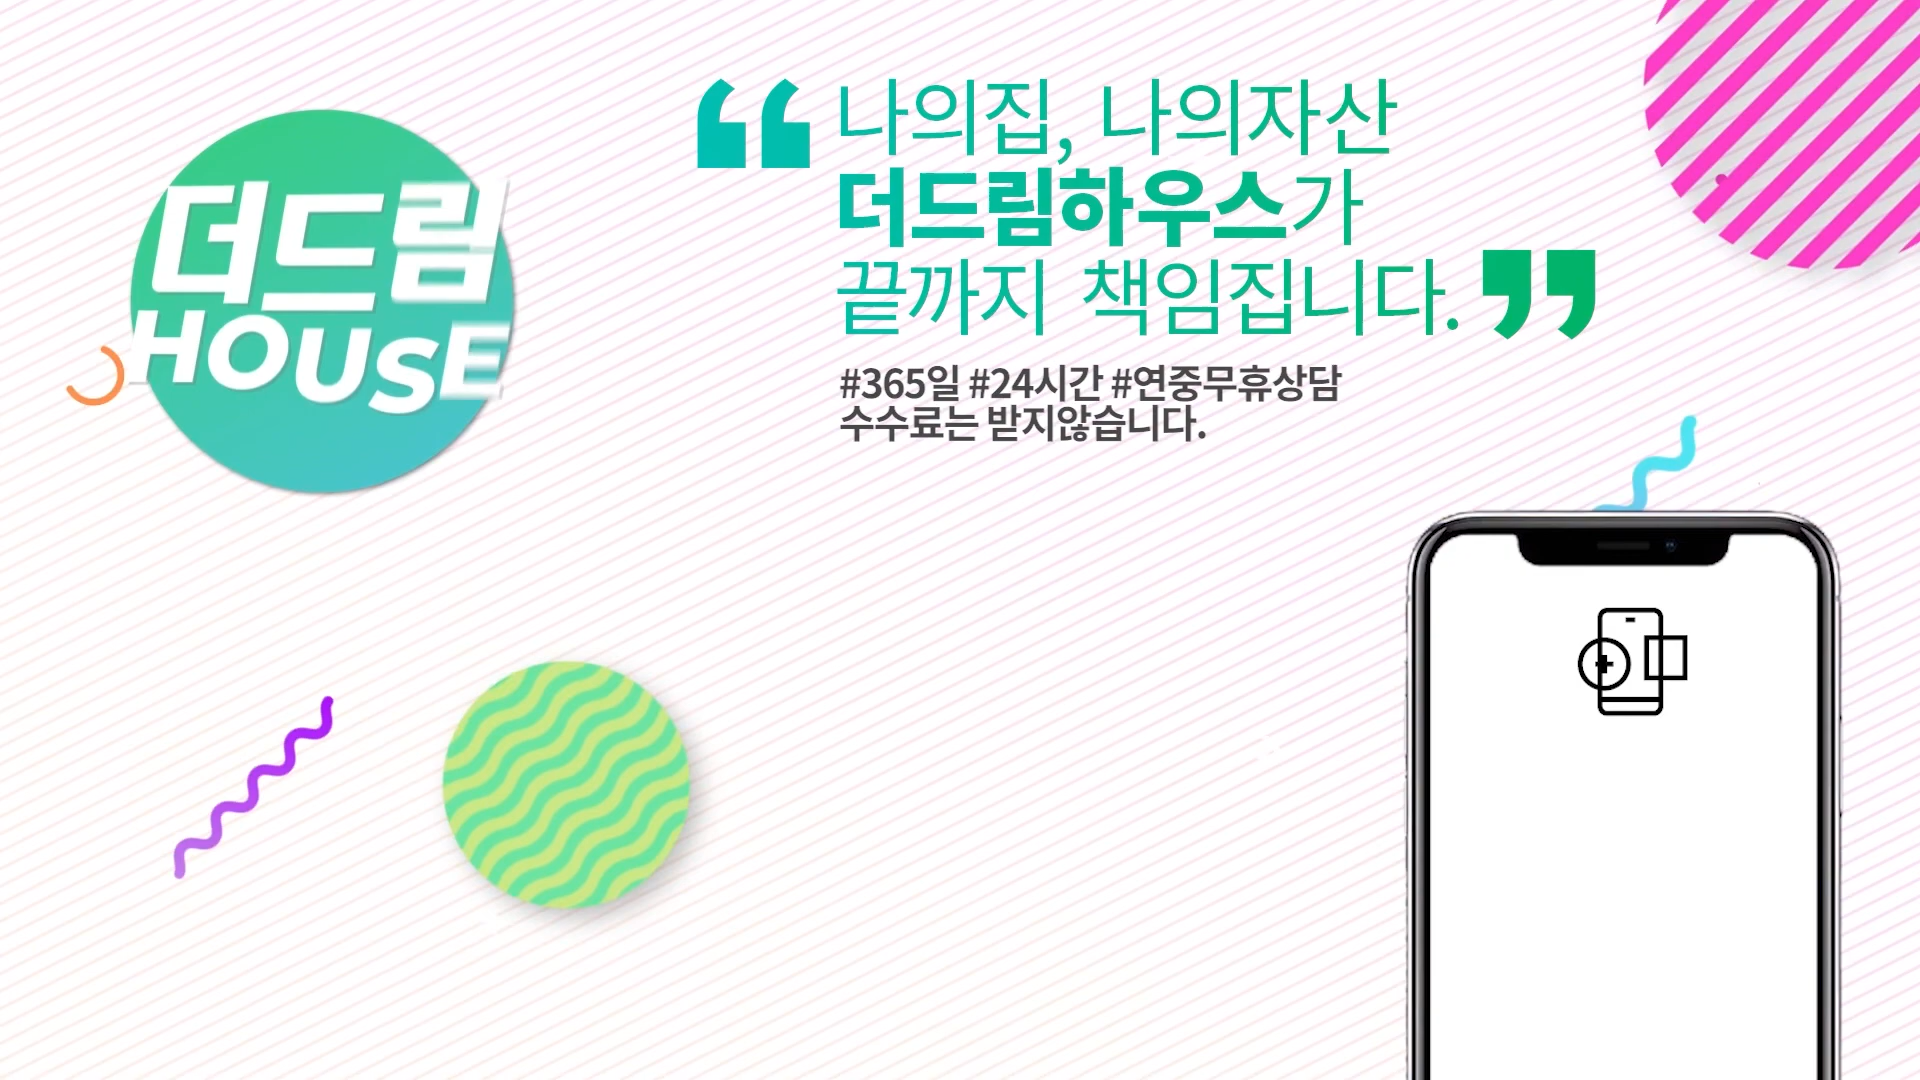 더드림
HOUSE
“나의집, 나의자산
더드림하우스가
끝까지 책임집니다.”
#365일 #24시간 #연중무휴상담
수수료는 받지않습니다.